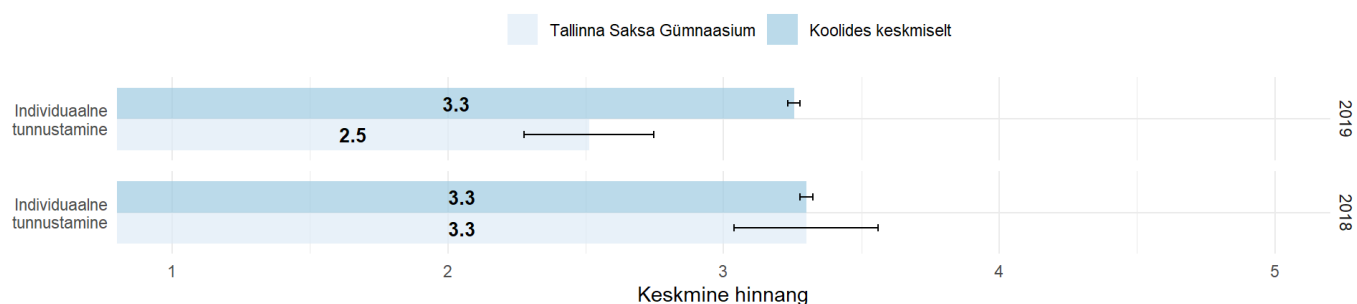 Tallinna Saksa Gümnaasium
Koolides keskmiselt
Individuaalne
tunnustamine
3.3
2.5
2019
Individuaalne
tunnustamine
3.3
3.3
2018
1 2 3 4 5
Keskmine hinnang